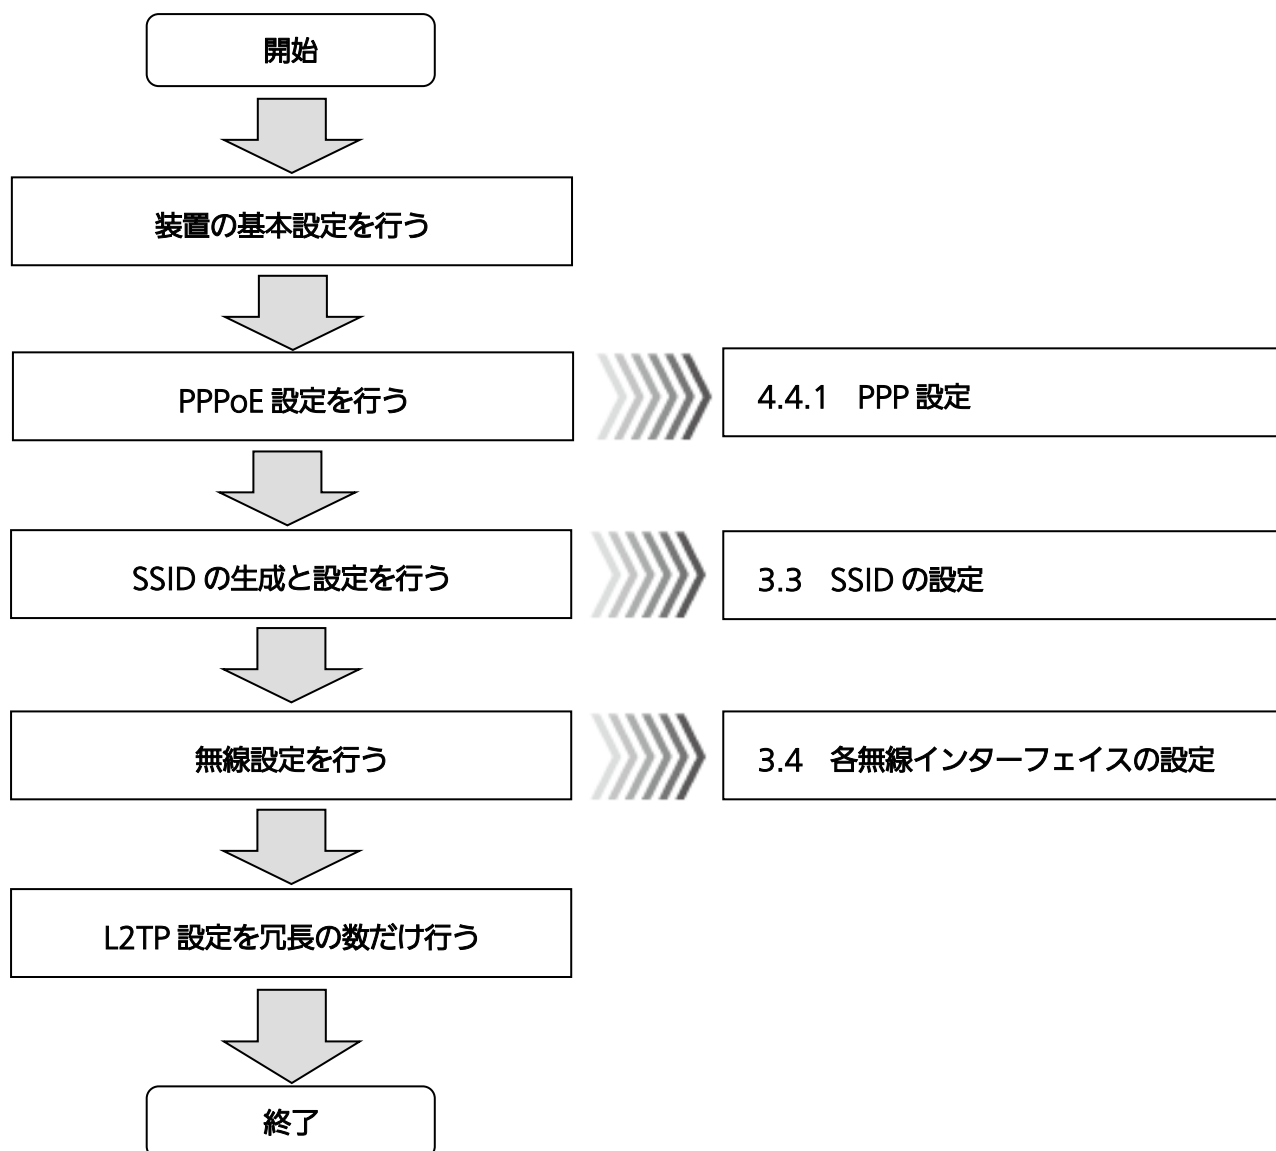 開始
装置の基本設定を行う
PPPoE 設定を行う
4.4.1　PPP 設定
SSID の生成と設定を行う
3.3　SSID の設定
無線設定を行う
3.4　各無線インターフェイスの設定
L2TP 設定を冗長の数だけ行う
終了